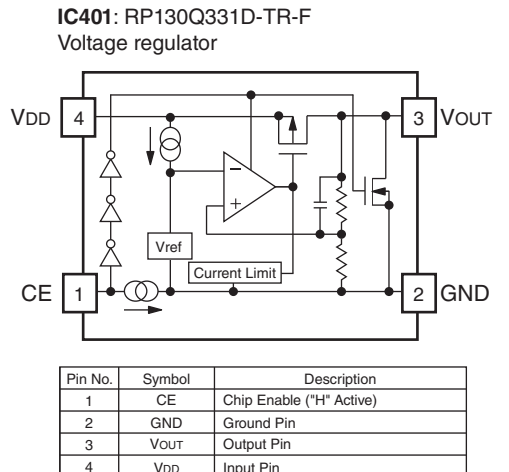 IC401: RP130Q331D-TR-F
Voltage regulator
VDD 4
3 VOUT
−
+
Vref
Current Limit
CE 1
2 GND
Pin No. Symbol Description
1 CE Chip Enable ("H" Active)
2 GND Ground Pin
3 VOUT Output Pin
4 VDD Input Pin